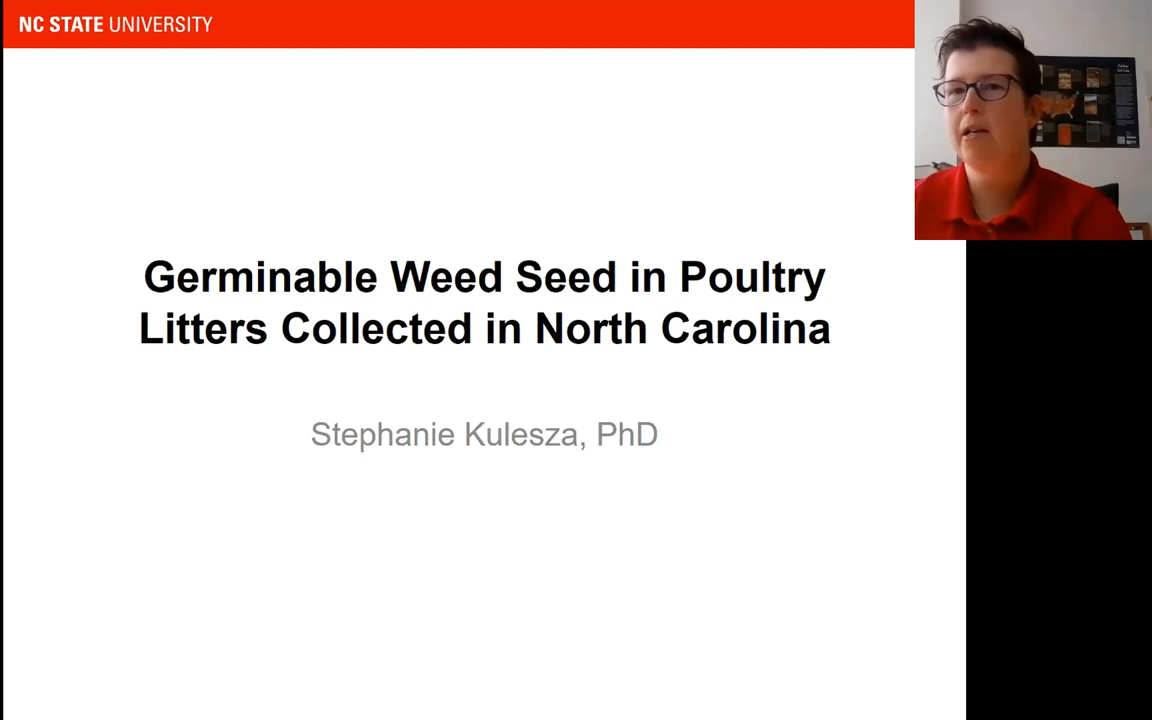 NC STATE UNIVERSITY
Germinable Weed Seed in Poultry
Litters Collected in North Carolina
Stephanie Kulesza, PhD